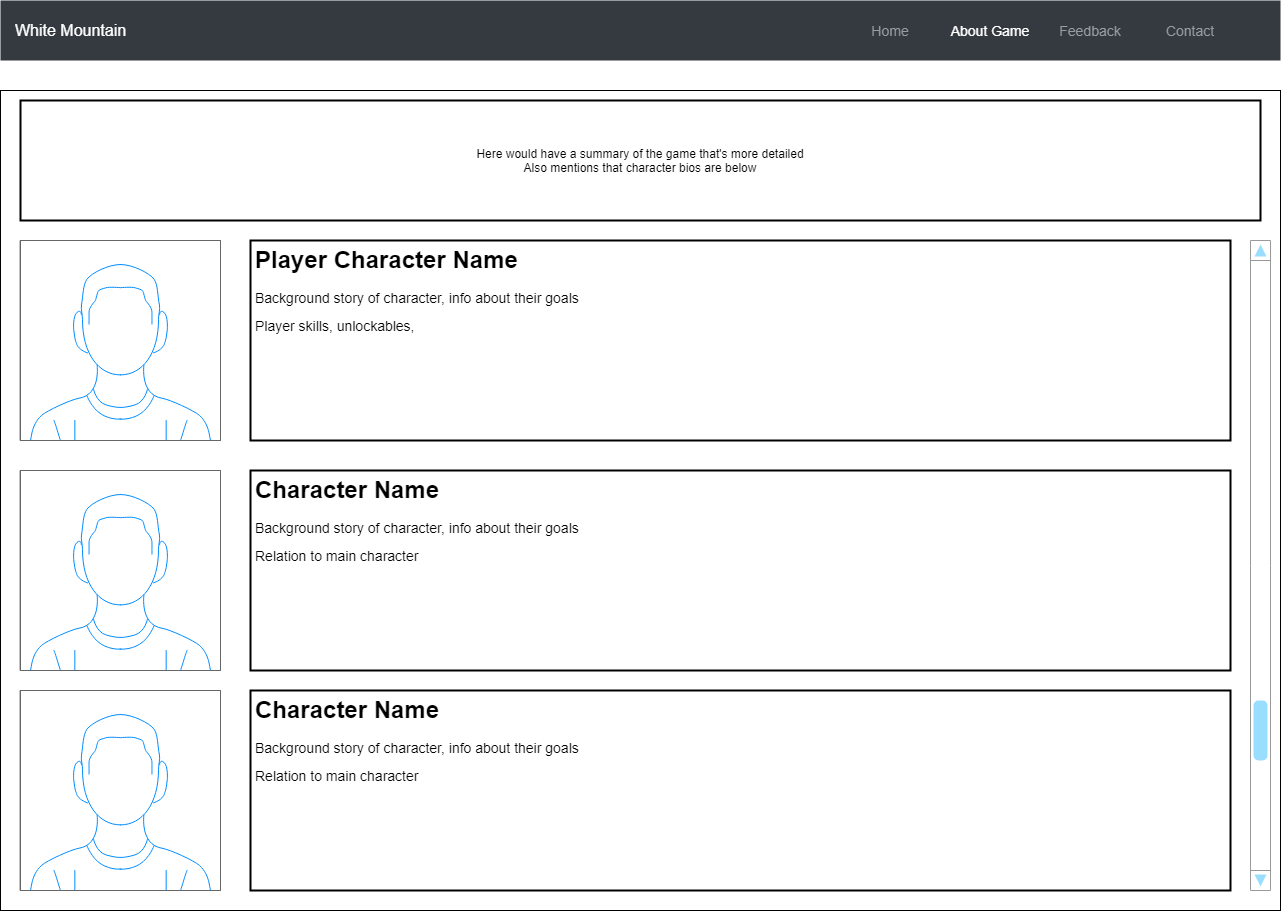 White Mountain
Home
About Game
Feedback
Contact
Here would have a summary of the game that's more detailed
Also mentions that character bios are below
Player Character Name
Background story of character, info about their goals
Player skills, unlockables,
Character Name
Background story of character, info about their goals
Relation to main character
Character Name
Background story of character, info about their goals
Relation to main character